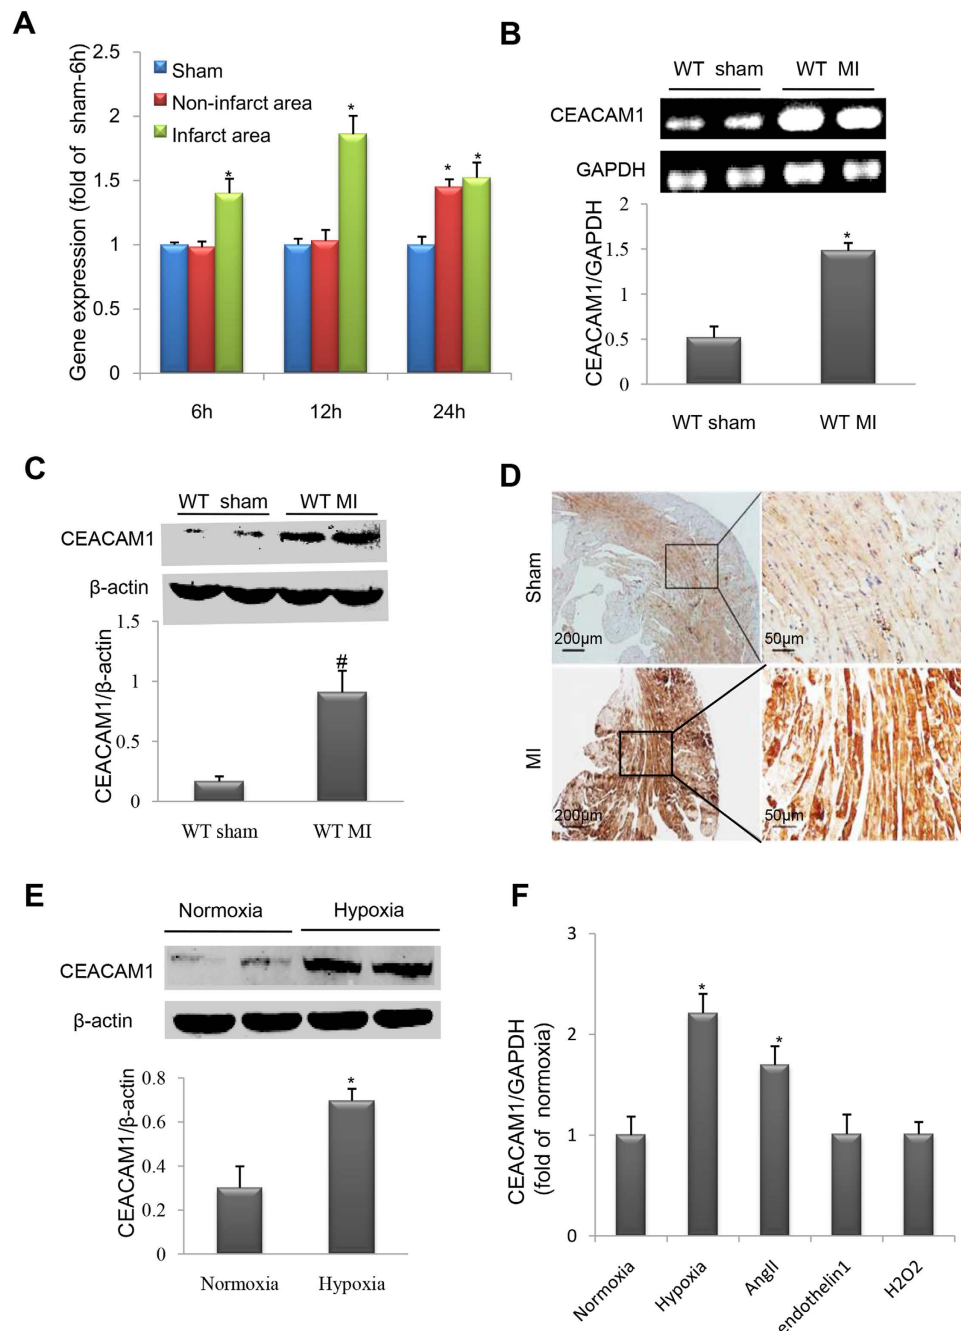 A
Gene expression (fold of sham-6h)
2.5
2
1.5
1
0.5
0
Sham
Non-infarct area
Infarct area
*
*
*
*
6h
12h
24h
B
WT sham
WT MI
CEACAM1
GAPDH
CEACAM1/GAPDH
2
1.5
1
0.5
0
*
WT sham
WT MI
C
WT sham
WT MI
CEACAM1
β-actin
CEACAM1/β-actin
1.5
1
0.5
0
#
WT sham
WT MI
D
Sham
200μm
50μm
MI
200μm
50μm
E
Normoxia
Hypoxia
CEACAM1
β-actin
CEACAM1/β-actin
0.8
0.6
0.4
0.2
0
*
Normoxia
Hypoxia
F
CEACAM1/GAPDH
(fold of normoxia)
3
2
1
0
*
*
Normoxia
Hypoxia
AngII
endothelin1
H2O2